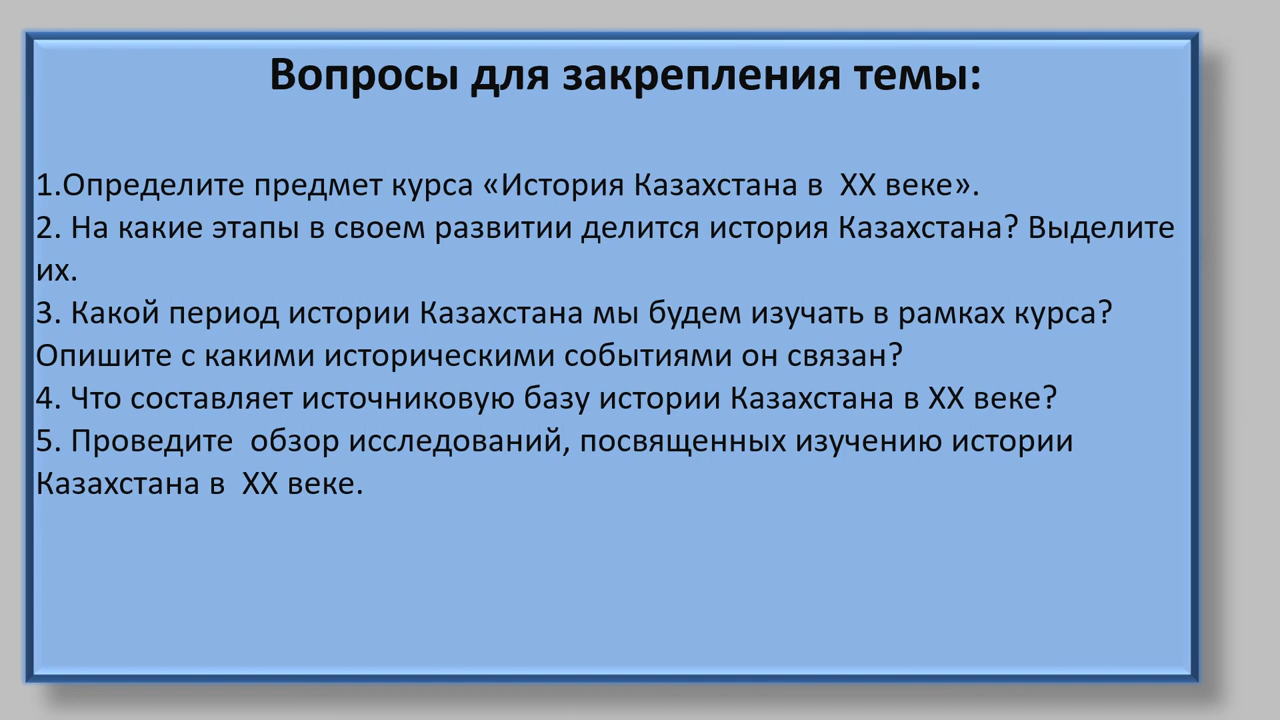 Вопросы для закрепления темы:
1.Определите предмет курса «История Казахстана в  XX веке».
2. На какие этапы в своем развитии делится история Казахстана? Выделите
их.
3. Какой период истории Казахстана мы будем изучать в рамках курса?
Опишите с какими историческими событиями он связан?
4. Что составляет источниковую базу истории Казахстана в XX веке?
5. Проведите  обзор исследований, посвященных изучению истории
Казахстана в  XX веке.